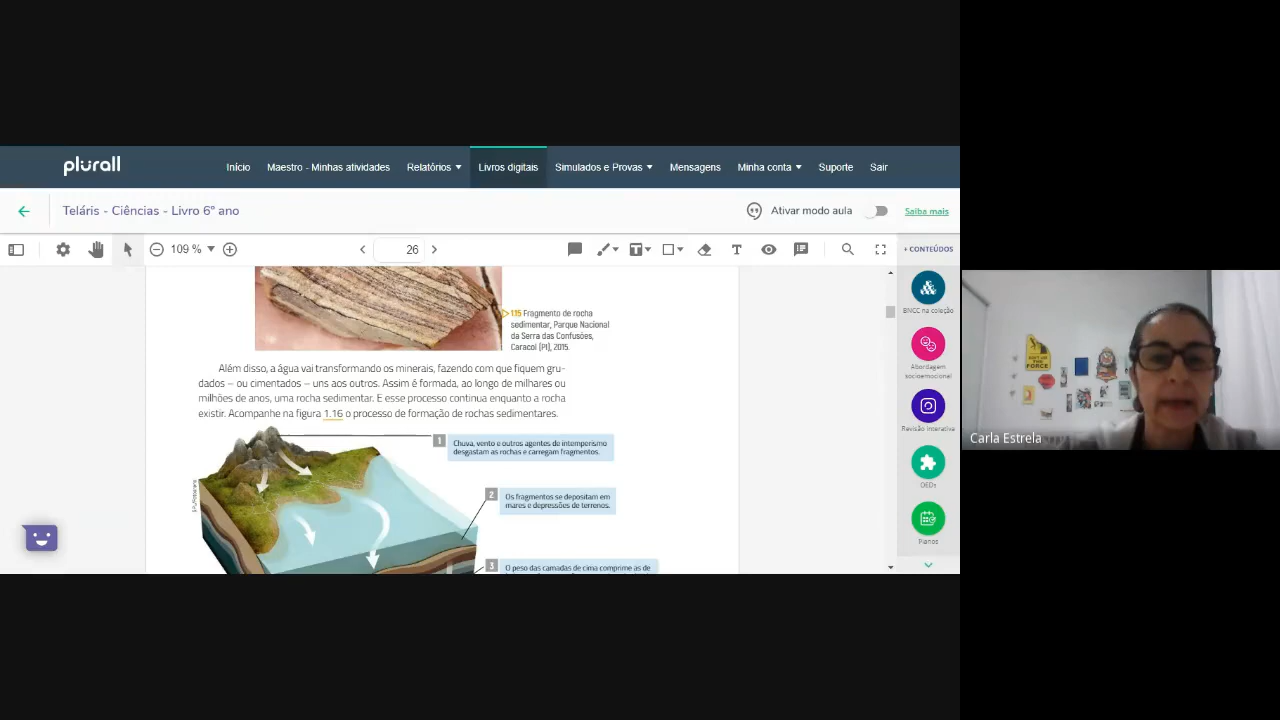 plurall
Início Maestro - Minhas atividades Relatórios Livros digitais Simulados e Provas Mensagens Minha conta Suporte Sair
Teláris - Ciências - Livro 6º ano
Ativar modo aula
Saiba mais
109 %
26
+ CONTEÚDOS
BNCC na coleção
Abordagem
socioemocional
Revisão Interativa
OEDs
Planos
1.15 Fragmento de rocha
sedimentar, Parque Nacional
da Serra das Confusões,
Caracol (PI), 2015.
Além disso, a água vai transformando os minerais, fazendo com que fiquem gru-
dados – ou cimentados – uns aos outros. Assim é formada, ao longo de milhares ou
milhões de anos, uma rocha sedimentar. E esse processo continua enquanto a rocha
existir. Acompanhe na figura 1.16 o processo de formação de rochas sedimentares.
1 Chuva, vento e outros agentes de intemperismo
desgastam as rochas e carregam fragmentos.
2 Os fragmentos se depositam em
mares e depressões de terrenos.
3 O peso das camadas de cima comprime as de
Carla Estrela